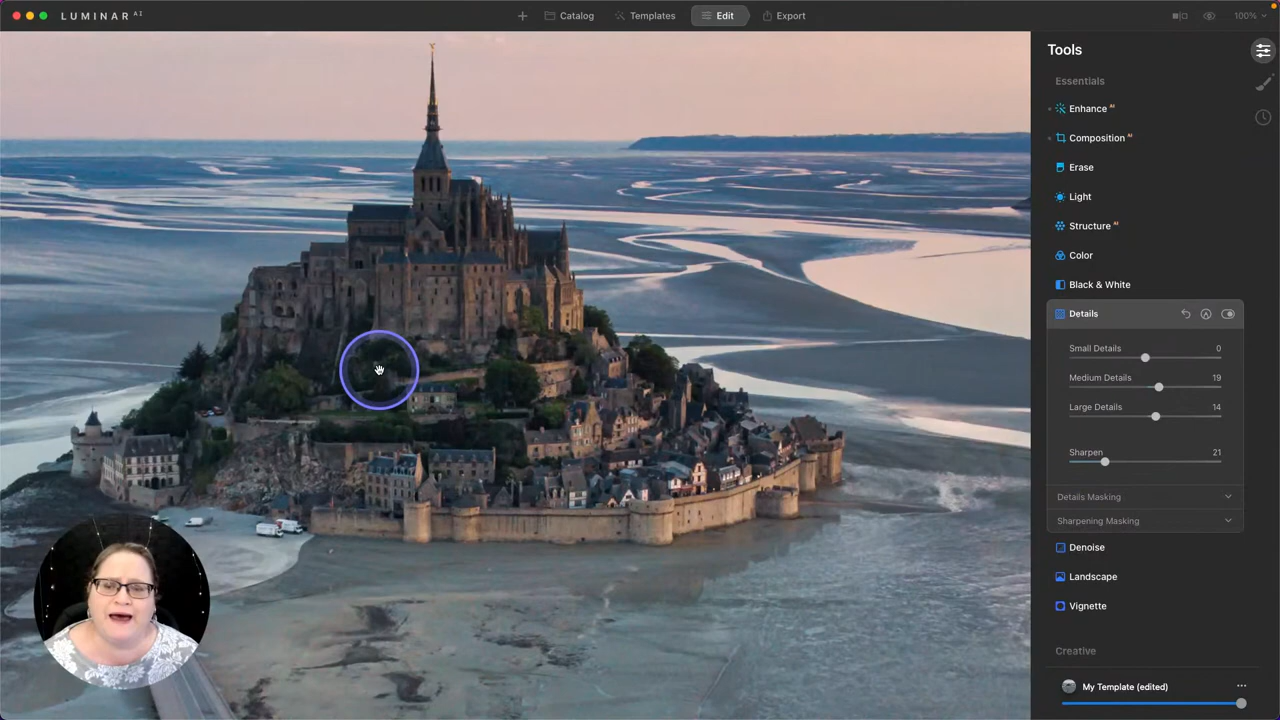 LUMINAR AI
Catalog
Templates
Edit
Export
100%
Tools
Essentials
Enhance AI
Composition AI
Erase
Light
Structure AI
Color
Black & White
Details
Small Details 0
Medium Details 19
Large Details 14
Sharpen 21
Details Masking
Sharpening Masking
Denoise
Landscape
Vignette
Creative
My Template (edited)